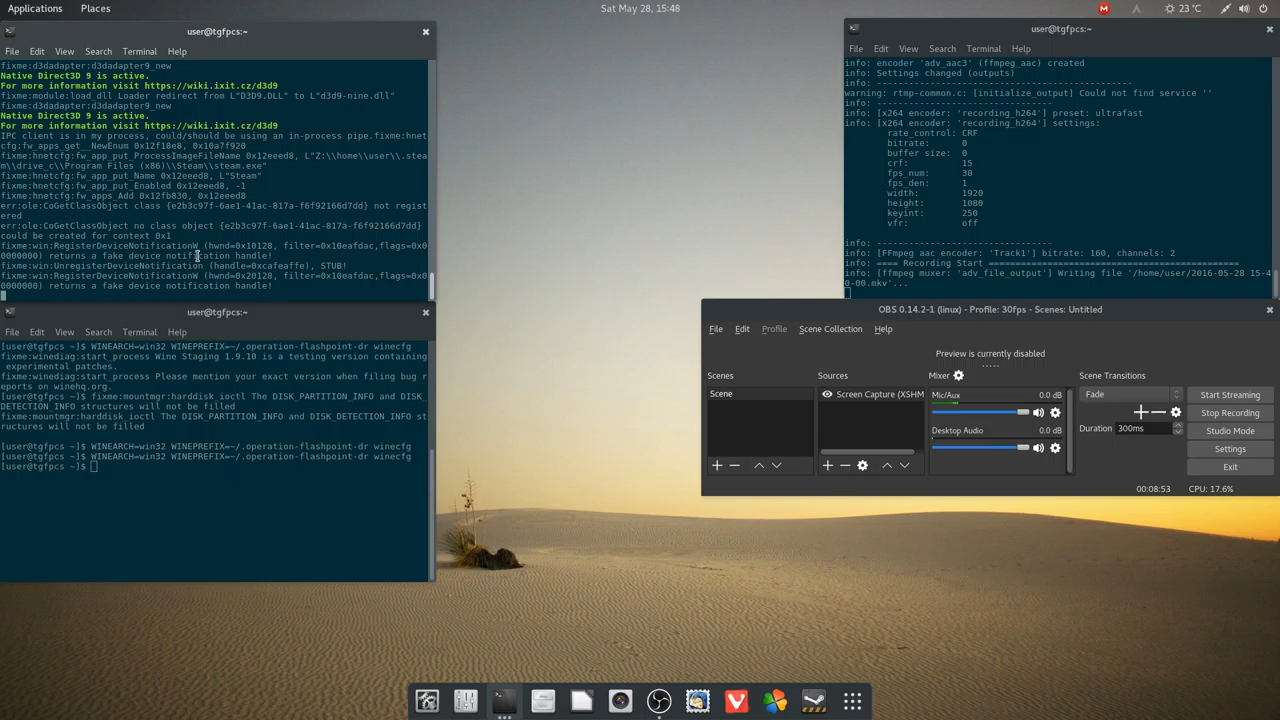 Applications Places
Sat May 28, 15:48
23 °C
user@tgfpcs:~
File Edit View Search Terminal Help
fixme:d3dadapter:d3dadapter9_new
Native Direct3D 9 is active.
For more information visit https://wiki.ixit.cz/d3d9
fixme:module:load_dll Loader redirect from L"D3D9.DLL" to L"d3d9-nine.dll"
fixme:d3dadapter:d3dadapter9_new
Native Direct3D 9 is active.
For more information visit https://wiki.ixit.cz/d3d9
IPC client is in my process, could/should be using an in-process pipe.fixme:hnet
cfg:fw_apps_get__NewEnum 0x12f18e8, 0x10a7f920
fixme:hnetcfg:fw_app_put_ProcessImageFileName 0x12eeed8, L"Z:\\home\\user\\.stea
m\\drive_c\\Program Files (x86)\\Steam\\steam.exe"
fixme:hnetcfg:fw_app_put_Name 0x12eeed8, L"Steam"
fixme:hnetcfg:fw_app_put_Enabled 0x12eeed8, -1
fixme:hnetcfg:fw_apps_Add 0x12fb830, 0x12eeed8
err:ole:CoGetClassObject class {e2b3c97f-6ae1-41ac-817a-f6f92166d7dd} not regist
ered
err:ole:CoGetClassObject no class object {e2b3c97f-6ae1-41ac-817a-f6f92166d7dd}
could be created for context 0x1
fixme:win:RegisterDeviceNotificationW (hwnd=0x10128, filter=0x10eafdac,flags=0x0
0000000) returns a fake device notification handle!
fixme:win:UnregisterDeviceNotification (handle=0xcafeaffe), STUB!
fixme:win:RegisterDeviceNotificationW (hwnd=0x20128, filter=0x10eafdac,flags=0x0
0000000) returns a fake device notification handle!
user@tgfpcs:~
File Edit View Search Terminal Help
[user@tgfpcs ~]$ WINEARCH=win32 WINEPREFIX=~/.operation-flashpoint-dr winecfg
fixme:winediag:start_process Wine Staging 1.9.10 is a testing version containing
experimental patches.
fixme:winediag:start_process Please mention your exact version when filing bug r
eports on winehq.org.
[user@tgfpcs ~]$ fixme:mountmgr:harddisk_ioctl The DISK_PARTITION_INFO and DISK_
DETECTION_INFO structures will not be filled
fixme:mountmgr:harddisk_ioctl The DISK_PARTITION_INFO and DISK_DETECTION_INFO st
ructures will not be filled
[user@tgfpcs ~]$ WINEARCH=win32 WINEPREFIX=~/.operation-flashpoint-dr winecfg
[user@tgfpcs ~]$ WINEARCH=win32 WINEPREFIX=~/.operation-flashpoint-dr winecfg
[user@tgfpcs ~]$
user@tgfpcs:~
File Edit View Search Terminal Help
info: encoder 'adv_aac3' (ffmpeg_aac) created
info: Settings changed (outputs)
info: ------------------------------------------------
warning: rtmp-common.c: [initialize_output] Could not find service ''
info: ---------------------------------
info: [x264 encoder: 'recording_h264'] preset: ultrafast
info: [x264 encoder: 'recording_h264'] settings:
rate_control: CRF
bitrate: 0
buffer size: 0
crf: 15
fps_num: 30
fps_den: 1
width: 1920
height: 1080
keyint: 250
vfr: off
info: ---------------------------------
info: [FFmpeg aac encoder: 'Track1'] bitrate: 160, channels: 2
info: ==== Recording Start ===============================================
info: [ffmpeg muxer: 'adv_file_output'] Writing file '/home/user/2016-05-28 15-4
0-00.mkv'...
OBS 0.14.2-1 (linux) - Profile: 30fps - Scenes: Untitled
File Edit Profile Scene Collection Help
Preview is currently disabled
Scenes Sources Mixer Scene Transitions
Scene
Screen Capture (XSHM
Mic/Aux 0.0 dB
Desktop Audio 0.0 dB
Fade
Duration 300ms
Start Streaming
Stop Recording
Studio Mode
Settings
Exit
00:08:53 CPU: 17.6%